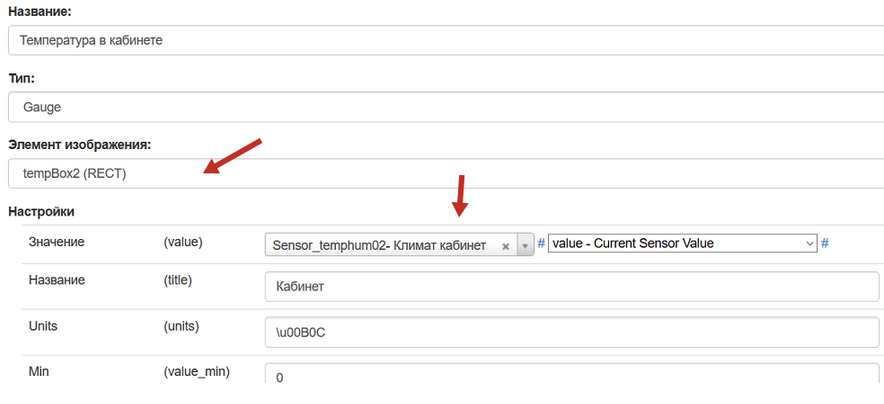 Название:
Температура в кабинете
Тип:
Gauge
Элемент изображения:
tempBox2 (RECT)
Настройки
Значение (value) Sensor_temphum02- Климат кабинет × # value - Current Sensor Value #
Название (title) Кабинет
Units (units) \u00B0C
Min (value_min) 0